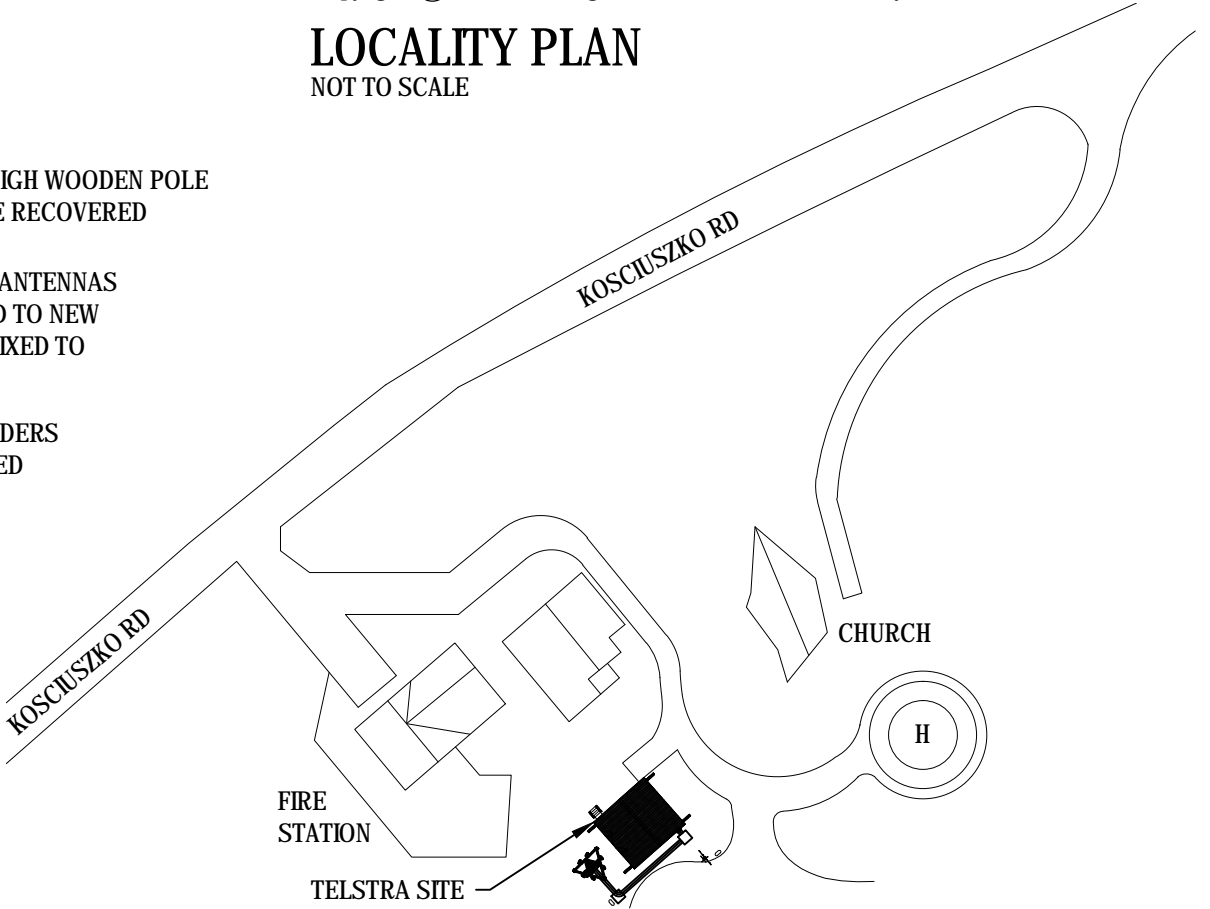 LOCALITY PLAN
NOT TO SCALE
IGH WOODEN POLE
RECOVERED
ANTENNAS
TO NEW
IXED TO
DERS
ED
KOSCIUSZKO RD
KOSCIUSZKO RD
CHURCH
H
FIRE
STATION
TELSTRA SITE